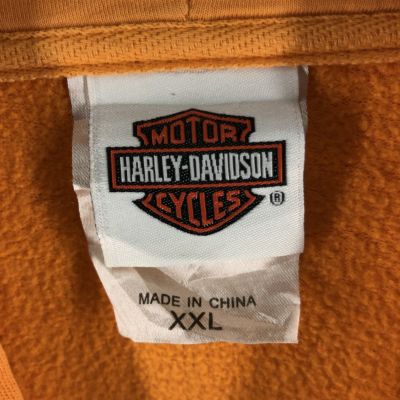 MOTOR
HARLEY-DAVIDSON
CYCLES
®
MADE IN CHINA
XXL